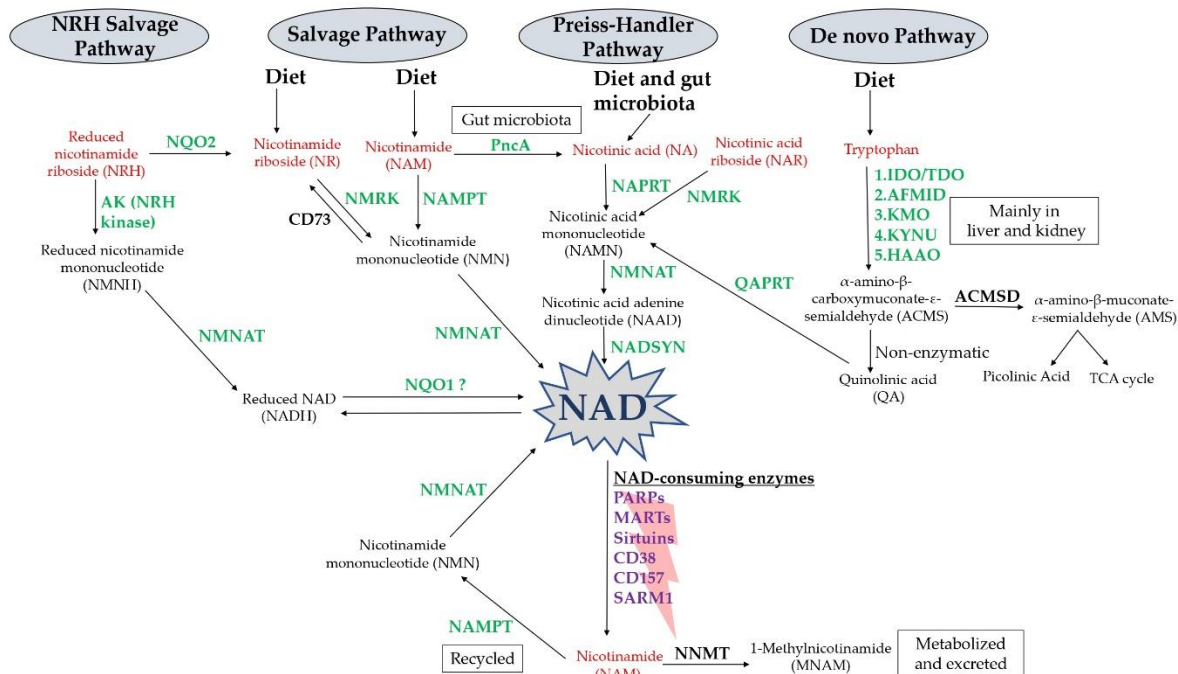 NRH Salvage
Pathway
Salvage Pathway
Preiss-Handler
Pathway
De novo Pathway
Diet
Diet
Diet and gut
microbiota
Diet
Gut microbiota
Reduced
nicotinamide
riboside (NRH)
NQO2
Nicotinamide
riboside (NR)
Nicotinamide
(NAM)
PncA
Nicotinic acid (NA)
Nicotinic acid
riboside (NAR)
Tryptophan
AK (NRH
kinase)
CD73
NMRK
NAMPT
NAPRT
NMRK
1.IDO/TDO
2.AFMID
3.KMO
4.KYNU
5.HAAO
Mainly in
liver and kidney
Reduced nicotinamide
mononucleotide
(NMNH)
Nicotinamide
mononucleotide (NMN)
Nicotinic acid
mononucleotide
(NAMN)
NMNAT
QAPRT
α-amino-β-
carboxymuconate-ε-
semialdehyde (ACMS)
ACMSD
α-amino-β-muconate-
ε-semialdehyde (AMS)
Nicotinic acid adenine
dinucleotide (NAAD)
NMNAT
NMNAT
NADSYN
Non-enzymatic
Quinolinic acid
(QA)
Picolinic Acid
TCA cycle
Reduced NAD
(NADH)
NQO1 ?
NAD
NAD-consuming enzymes
PARPs
MARTs
Sirtuins
CD38
CD157
SARM1
NMNAT
Nicotinamide
mononucleotide (NMN)
NAMPT
Recycled
Nicotinamide
(NAM)
NNMT
1-Methylnicotinamide
(MNAM)
Metabolized
and excreted